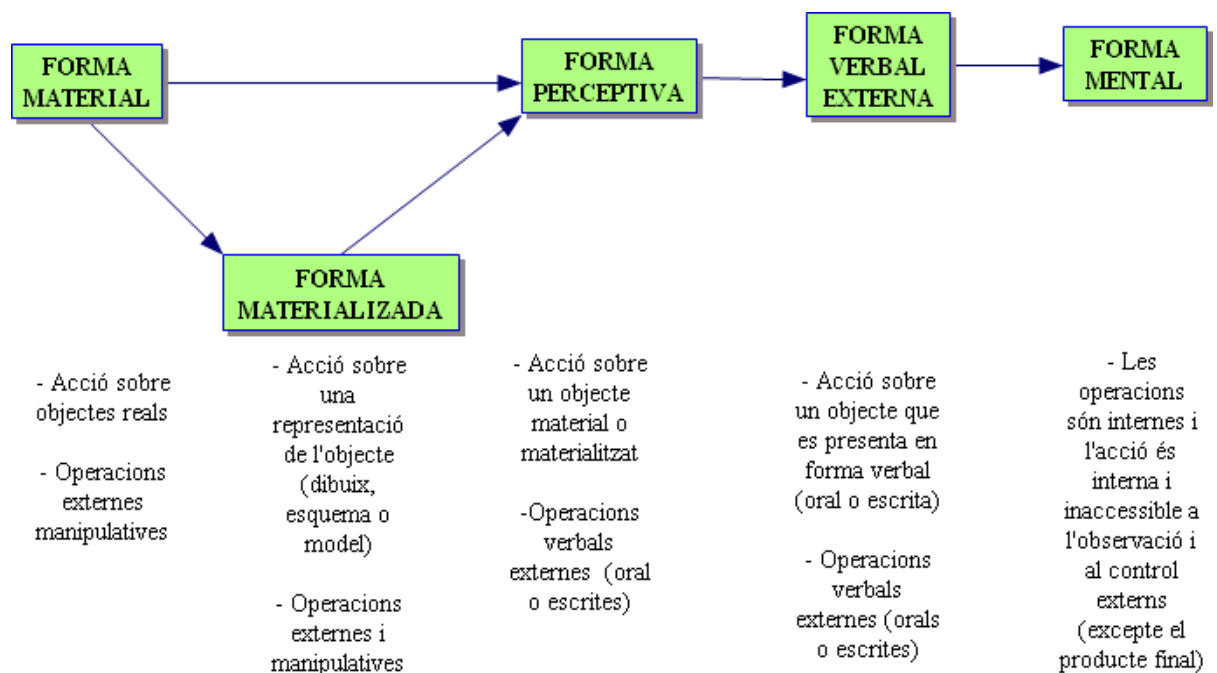 FORMA
MATERIAL
FORMA
PERCEPTIVA
FORMA
VERBAL
EXTERNA
FORMA
MENTAL
FORMA
MATERIALIZADA
- Acció sobre
objectes reals
- Operacions
externes
manipulatives
- Acció sobre
una
representació
de l'objecte
(dibuix,
esquema o
model)
- Operacions
externes i
manipulatives
- Acció sobre
un objecte
material o
materialitzat
-Operacions
verbals
externes (oral
o escrites)
- Acció sobre
un objecte que
es presenta en
forma verbal
(oral o escrita)
- Operacions
verbals
externes (orals
o escrites)
- Les
operacions
són internes i
l'acció és
interna i
inaccessible a
l'observació i
al control
externs
(excepte el
producte final)